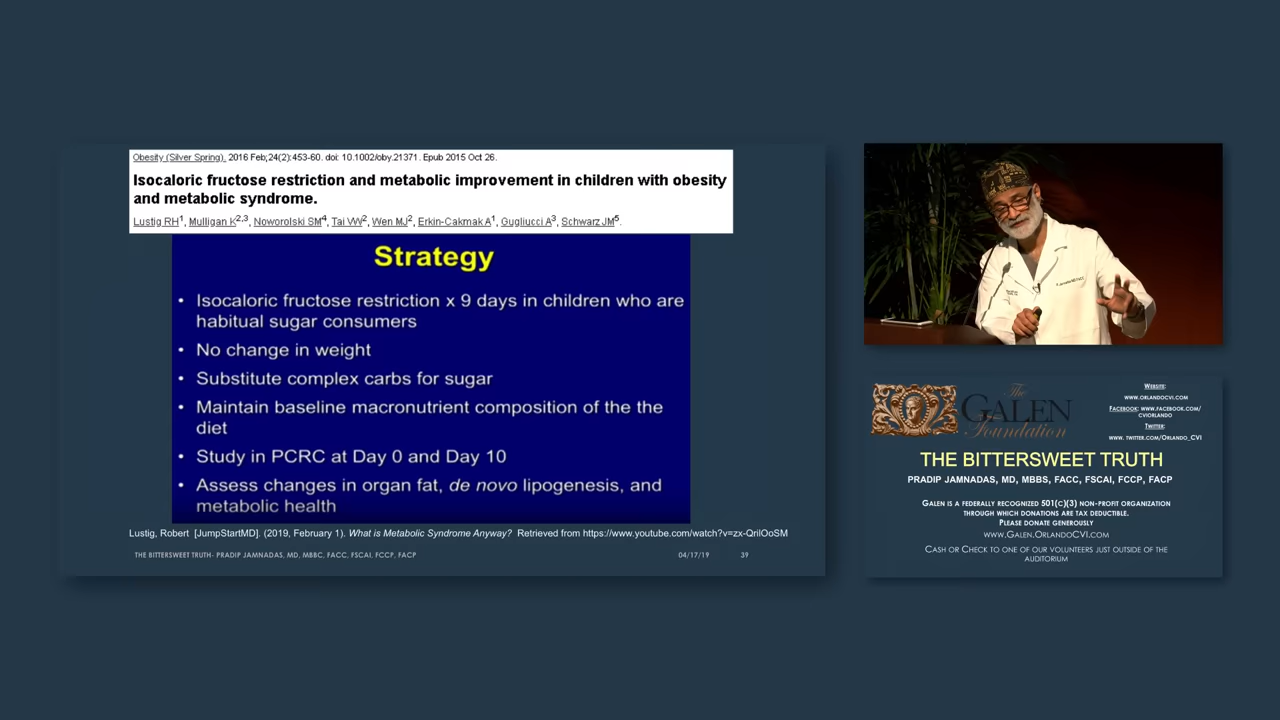 Obesity (Silver Spring). 2016 Feb;24(2):453-60. doi: 10.1002/oby.21371. Epub 2015 Oct 26.
Isocaloric fructose restriction and metabolic improvement in children with obesity
and metabolic syndrome.
Lustig RH1, Mulligan K2,3, Noworolski SM4, Tai VW2, Wen MJ2, Erkin-Cakmak A1, Gugliucci A3, Schwarz JM5.
Strategy
• Isocaloric fructose restriction x 9 days in children who are
habitual sugar consumers
• No change in weight
• Substitute complex carbs for sugar
• Maintain baseline macronutrient composition of the the
diet
• Study in PCRC at Day 0 and Day 10
• Assess changes in organ fat, de novo lipogenesis, and
metabolic health
Lustig, Robert [JumpStartMD]. (2019, February 1). What is Metabolic Syndrome Anyway? Retrieved from https://www.youtube.com/watch?v=zx-QrilOoSM
THE BITTERSWEET TRUTH- PRADIP JAMNADAS, MD, MBBC, FACC, FSCAI, FCCP, FACP
04/17/19
39
The
GALEN
Foundation
WEBSITE:
WWW.ORLANDOCVI.COM
FACEBOOK: WWW.FACEBOOK.COM/
CVIORLANDO
TWITTER:
WWW. TWITTER.COM/ORLANDO_CVI
THE BITTERSWEET TRUTH
PRADIP JAMNADAS, MD, MBBS, FACC, FSCAI, FCCP, FACP
GALEN IS A FEDERALLY RECOGNIZED 501(C)(3) NON-PROFIT ORGANIZATION
THROUGH WHICH DONATIONS ARE TAX DEDUCTIBLE.
PLEASE DONATE GENEROUSLY
WWW.GALEN.ORLANDOCVI.COM
CASH OR CHECK TO ONE OF OUR VOLUNTEERS JUST OUTSIDE OF THE
AUDITORIUM